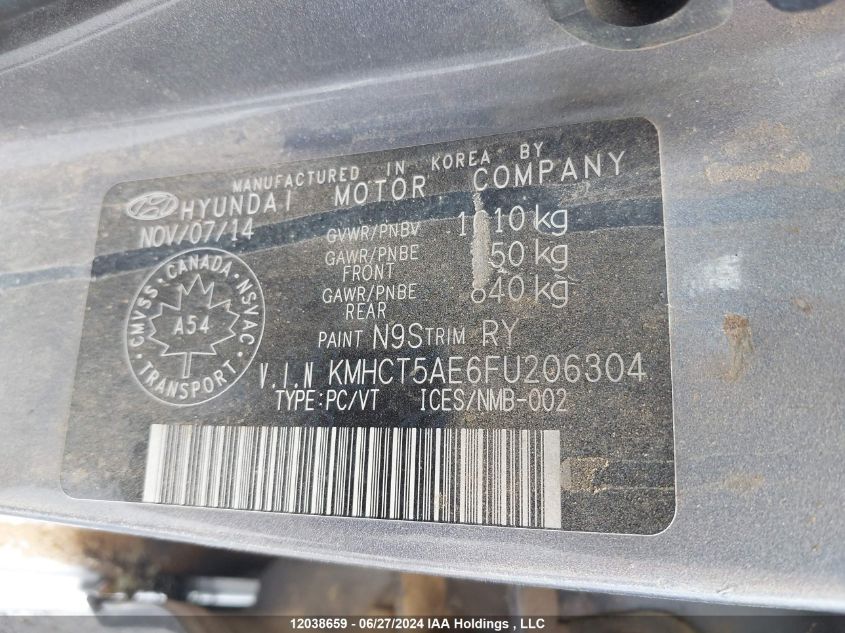 MANUFACTURED IN KOREA BY
HYUNDAI MOTOR COMPANY
NOV/07/14
GVWR/PNBV
GAWR/PNBE
FRONT
GAWR/PNBE 840 kg
REAR
PAINT N9S TRIM RY
V.I.N KMHCT5AE6FU206304
TYPE:PC/VT ICES/NMB-002
CMVSS · CANADA · NSVAC
A54
TRANSPORT
12038659 - 06/27/2024 IAA Holdings , LLC